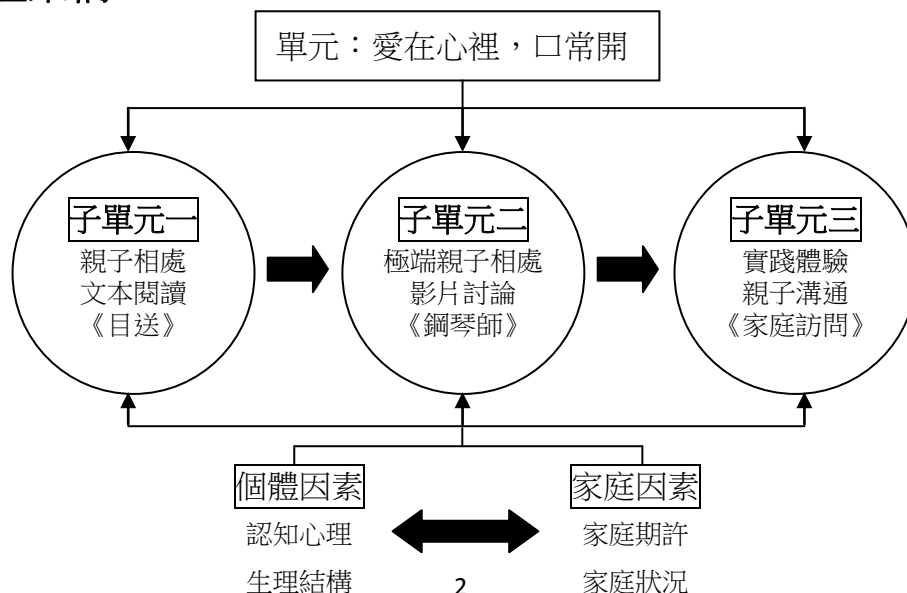 單元：愛在心裡，口常開
子單元一
親子相處
文本閱讀
《目送》
子單元二
極端親子相處
影片討論
《鋼琴師》
子單元三
實踐體驗
親子溝通
《家庭訪問》
個體因素
認知心理
生理結構
家庭因素
家庭期許
家庭狀況
2